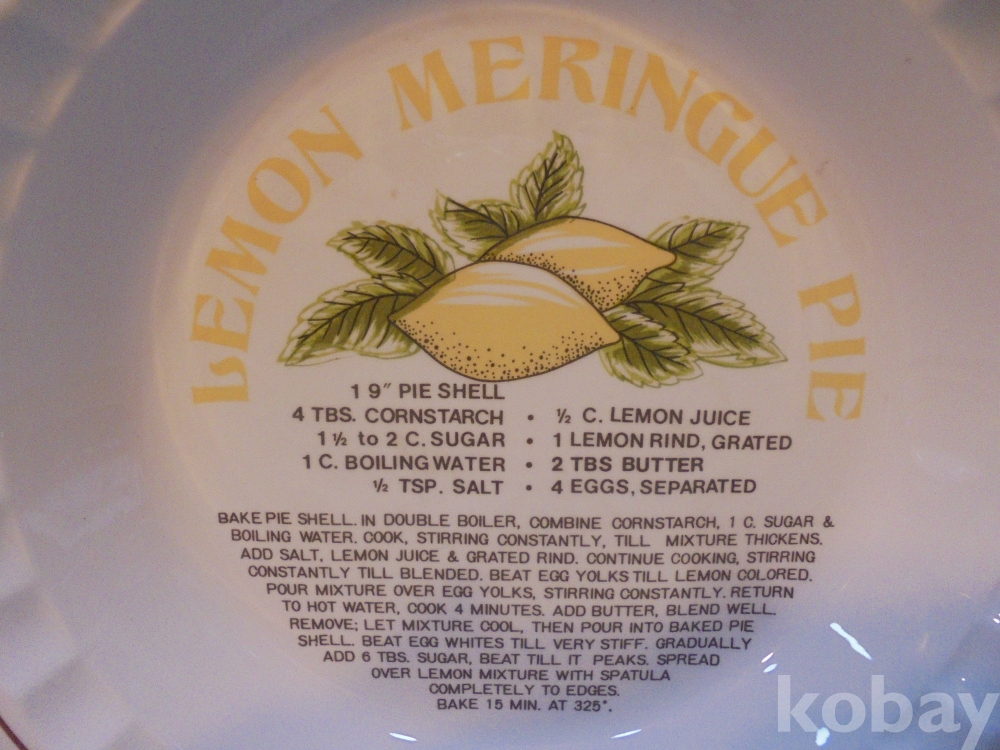 LEMON MERINGUE PIE
1 9" PIE SHELL
4 TBS. CORNSTARCH • ½ C. LEMON JUICE
1½ to 2 C. SUGAR • 1 LEMON RIND, GRATED
1 C. BOILING WATER • 2 TBS BUTTER
½ TSP. SALT • 4 EGGS, SEPARATED
BAKE PIE SHELL. IN DOUBLE BOILER, COMBINE CORNSTARCH, 1 C. SUGAR &
BOILING WATER. COOK, STIRRING CONSTANTLY, TILL MIXTURE THICKENS.
ADD SALT, LEMON JUICE & GRATED RIND. CONTINUE COOKING, STIRRING
CONSTANTLY TILL BLENDED. BEAT EGG YOLKS TILL LEMON COLORED.
POUR MIXTURE OVER EGG YOLKS, STIRRING CONSTANTLY. RETURN
TO HOT WATER, COOK 4 MINUTES. ADD BUTTER, BLEND WELL.
REMOVE; LET MIXTURE COOL, THEN POUR INTO BAKED PIE
SHELL. BEAT EGG WHITES TILL VERY STIFF. GRADUALLY
ADD 6 TBS. SUGAR, BEAT TILL IT PEAKS. SPREAD
OVER LEMON MIXTURE WITH SPATULA
COMPLETELY TO EDGES.
BAKE 15 MIN. AT 325°.
kobay